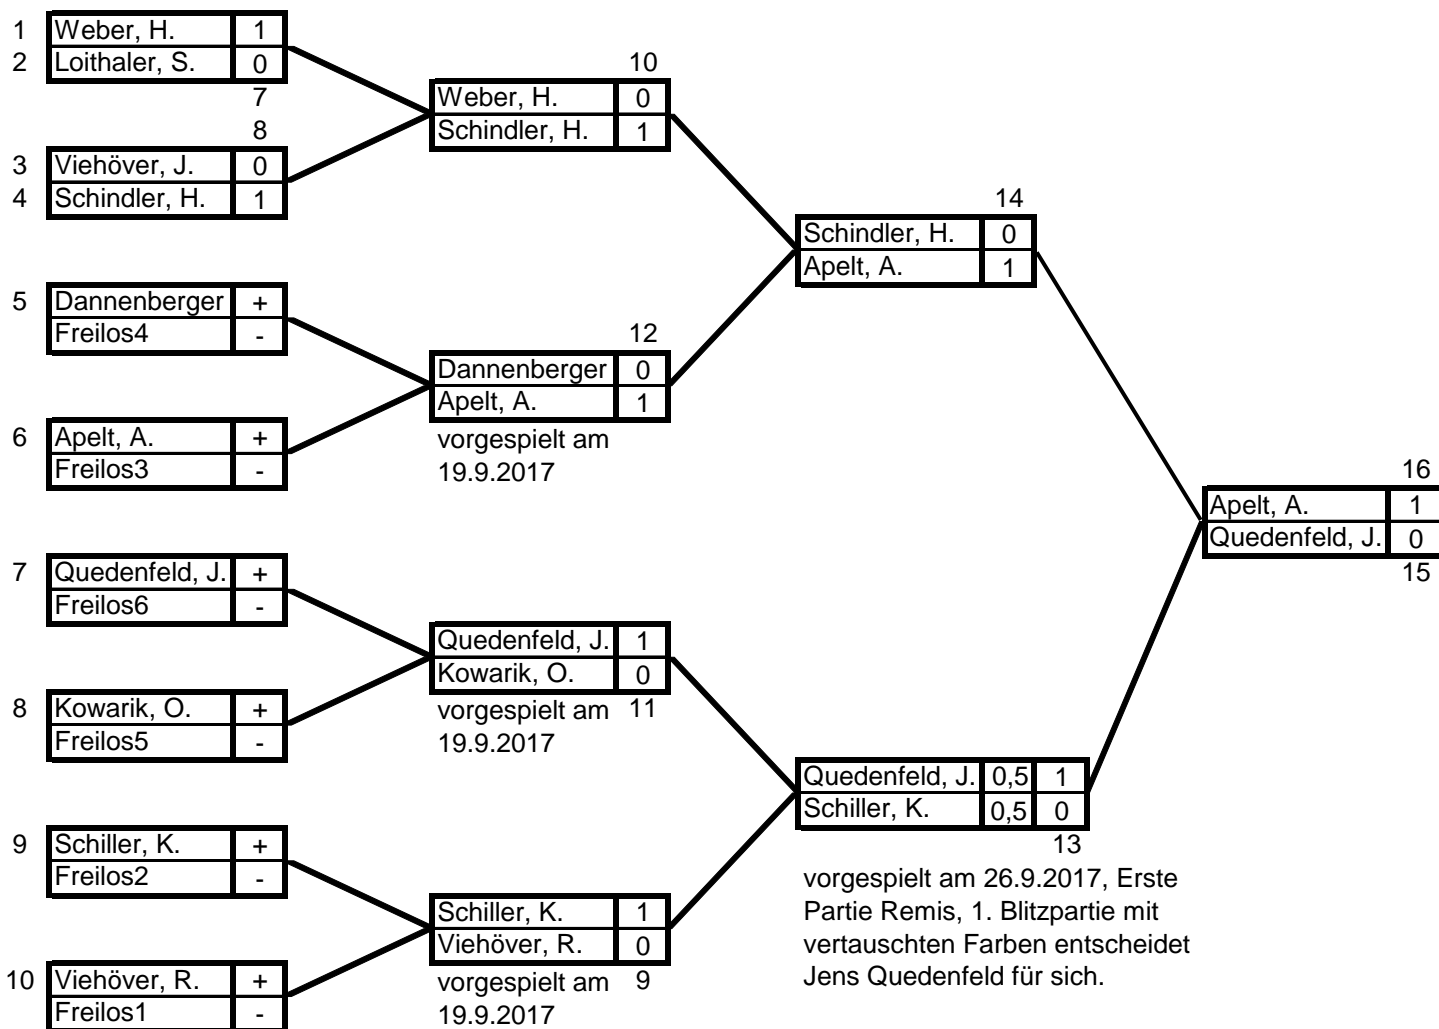 1 Weber, H. 1
2 Loithaler, S. 0
7
8
3 Viehöver, J. 0
4 Schindler, H. 1
5 Dannenberger +
Freilos4 -
6 Apelt, A. +
Freilos3 -
7 Quedenfeld, J. +
Freilos6 -
8 Kowarik, O. +
Freilos5 -
9 Schiller, K. +
Freilos2 -
10 Viehöver, R. +
Freilos1 -
10
Weber, H. 0
Schindler, H. 1
12
Dannenberger 0
Apelt, A. 1
vorgespielt am
19.9.2017
Quedenfeld, J. 1
Kowarik, O. 0
vorgespielt am 11
19.9.2017
Schiller, K. 1
Viehöver, R. 0
vorgespielt am 9
19.9.2017
14
Schindler, H. 0
Apelt, A. 1
Quedenfeld, J. 0,5 1
Schiller, K. 0,5 0
13
vorgespielt am 26.9.2017, Erste
Partie Remis, 1. Blitzpartie mit
vertauschten Farben entscheidet
Jens Quedenfeld für sich.
16
Apelt, A. 1
Quedenfeld, J. 0
15